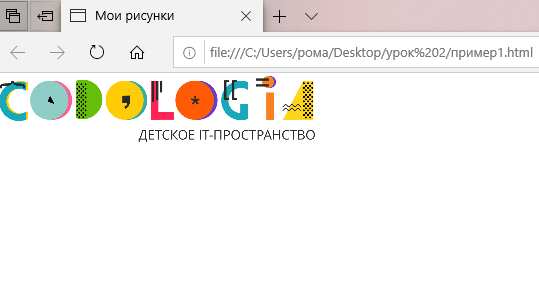 Мои рисунки
file:///C:/Users/рома/Desktop/урок%202/пример1.html
CODOLOGiA
ДЕТСКОЕ IT-ПРОСТРАНСТВО